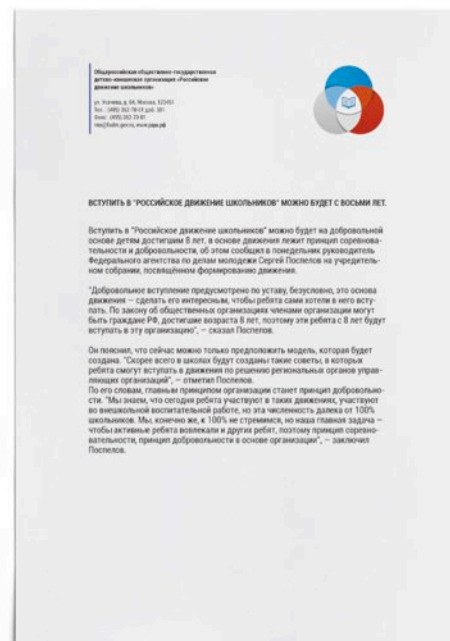 Общероссийская общественно-государственная
детско-юношеская организация «Российское
движение школьников»
ВСТУПИТЬ В "РОССИЙСКОЕ ДВИЖЕНИЕ ШКОЛЬНИКОВ" МОЖНО БУДЕТ С ВОСЬМИ ЛЕТ.
Вступить в "Российское движение школьников" можно будет на добровольной
основе детям достигшим 8 лет, в основе движения лежит принцип соревнова-
тельности и добровольности, об этом сообщил в понедельник руководитель
Федерального агентства по делам молодежи Сергей Поспелов на учредитель-
ном собрании, посвящённом формированию движения.
"Добровольное вступление предусмотрено по уставу, безусловно, это основа
движения — сделать его интересным, чтобы ребята сами хотели в него всту-
пать. По закону об общественных организациях членами организации могут
быть граждане РФ, достигшие возраста 8 лет, поэтому эти ребята с 8 лет будут
вступать в эту организацию", — сказал Поспелов.
Он пояснил, что сейчас можно только предположить модель, которая будет
создана. "Скорее всего в школах будут созданы такие советы, в которых
ребята смогут вступать в движения по решению региональных органов управ-
ляющих организаций", — отметил Поспелов.
По его словам, главным принципом организации станет принцип добровольно-
сти. "Мы знаем, что сегодня ребята участвуют в таких движениях, участвуют
во внешкольной воспитательной работе, но эта численность далека от 100%
школьников. Мы, конечно же, к 100% не стремимся, но наша главная задача —
чтобы активные ребята вовлекали и других ребят, поэтому принцип соревно-
вательности, принцип добровольности в основе организации", — заключил
Поспелов.